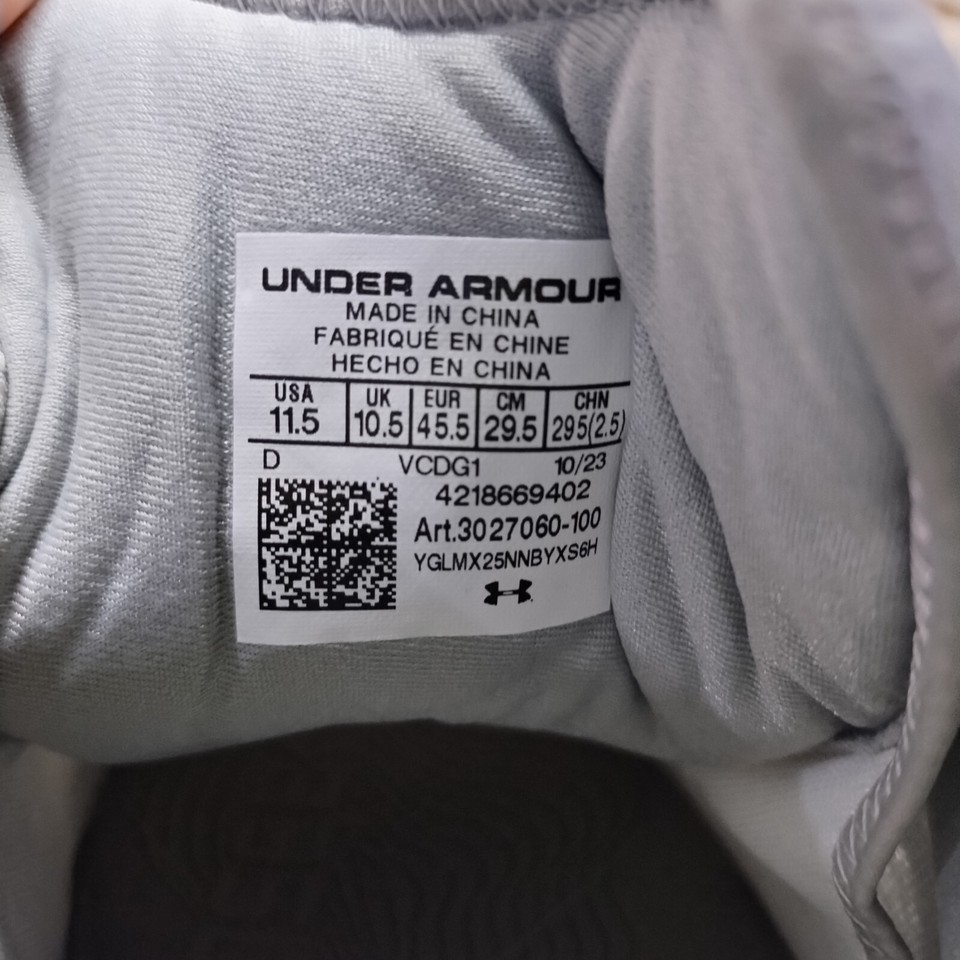 UNDER ARMOUR
MADE IN CHINA
FABRIQUÉ EN CHINE
HECHO EN CHINA
USA UK EUR CM CHN
11.5 10.5 45.5 29.5 295(2.5)
D VCDG1 10/23
4218669402
Art.3027060-100
YGLMX25NNBYXS6H